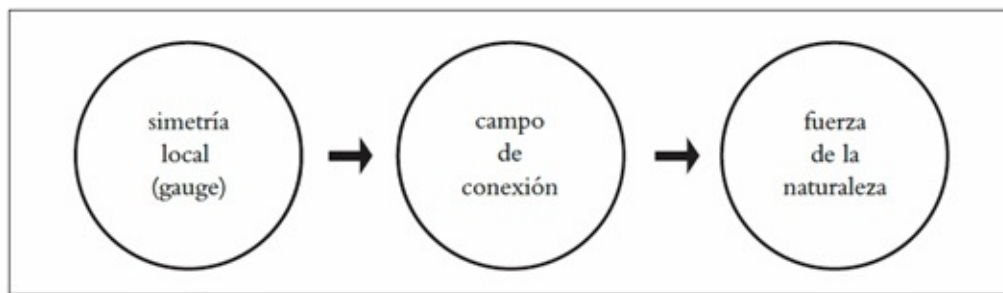 simetría
local
(gauge)
campo
de
conexión
fuerza
de la
naturaleza